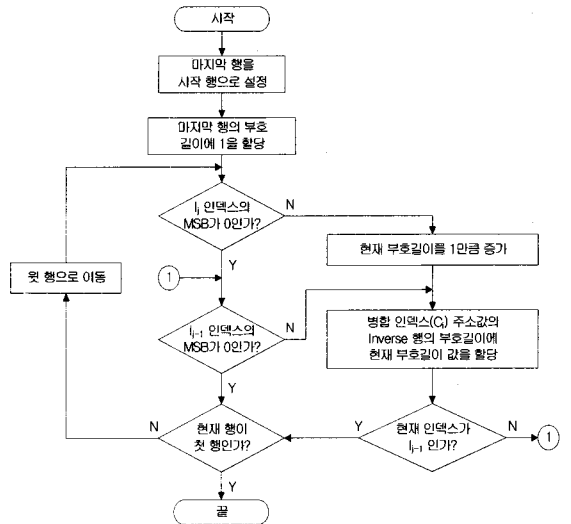 시작
마지막 행을
시작 행으로 설정
마지막 행의 부호
길이에 1을 할당
Iⱼ 인덱스의
MSB가 0인가?
N
Y
현재 부호길이를 1만큼 증가
윗 행으로 이동
1
Iⱼ₋₁ 인덱스의
MSB가 0인가?
N
Y
병합 인덱스(Cᵢ) 주소값의
Inverse 행의 부호길이에
현재 부호길이 값을 할당
현재 행이
첫 행인가?
N
Y
현재 인덱스가
Iⱼ₋₁ 인가?
Y
N
1
끝